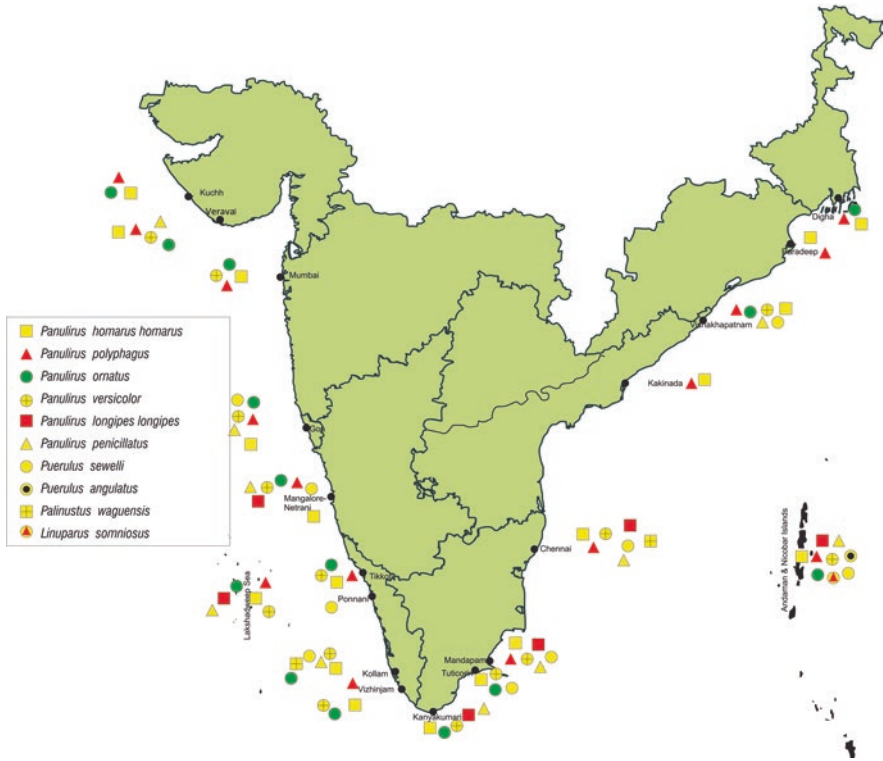 Kuchh
Veraval
Mumbai
Digha
Paradeep
Vishakhapatnam
Kakinada
Goa
Mangalore-
Netrani
Chennai
Tikkoti
Ponnani
Lakshadweep Sea
Andaman & Nicobar Islands
Mandapam
Tuticorin
Kollam
Vizhinjam
Kanyakumari
Panulirus homarus homarus
Panulirus polyphagus
Panulirus ornatus
Panulirus versicolor
Panulirus longipes longipes
Panulirus penicillatus
Puerulus sewelli
Puerulus angulatus
Palinustus waguensis
Linuparus somniosus